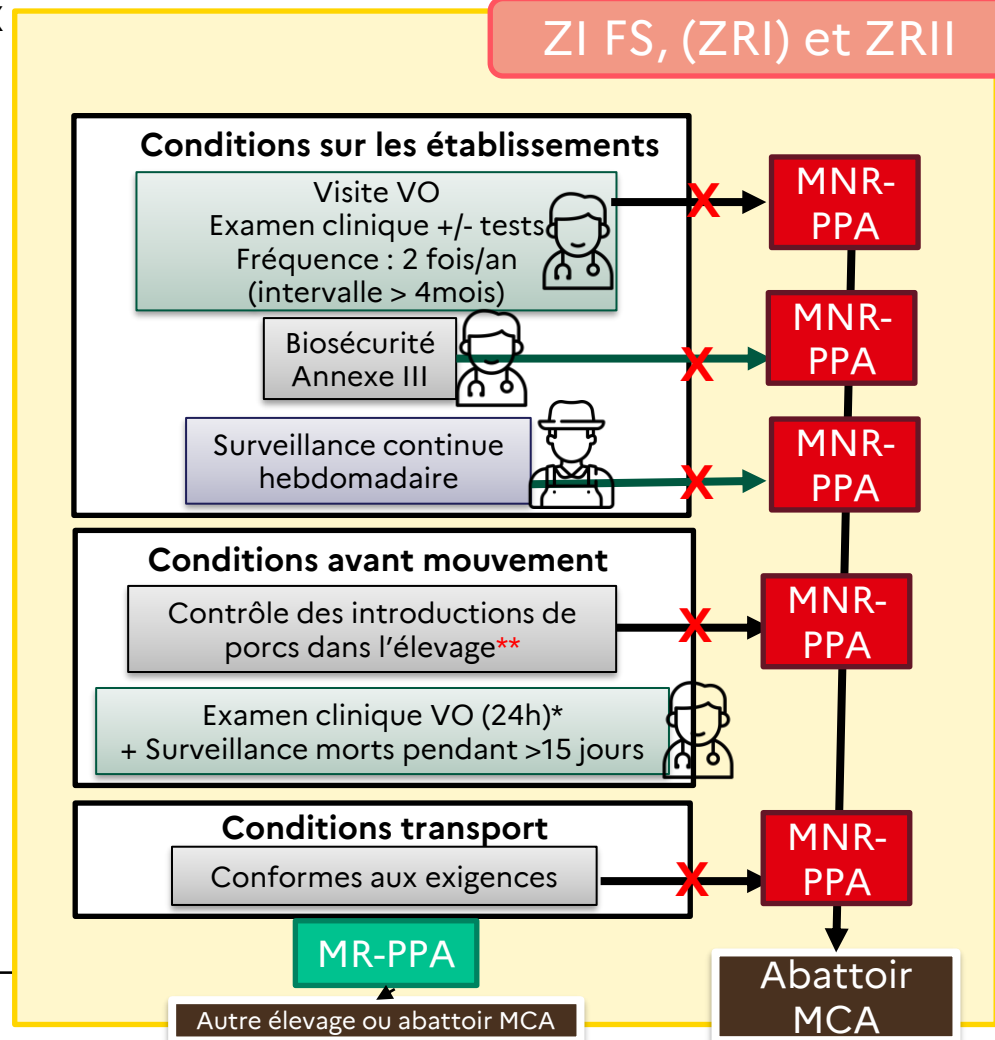 ZI FS, (ZRI) et ZRII
Conditions sur les établissements
Visite VO
Examen clinique +/- tests
Fréquence : 2 fois/an
(intervalle > 4mois)
X
MNR-
PPA
Biosécurité
Annexe III
X
MNR-
PPA
Surveillance continue
hebdomadaire
X
MNR-
PPA
Conditions avant mouvement
Contrôle des introductions de
porcs dans l'élevage**
X
MNR-
PPA
Examen clinique VO (24h)*
+ Surveillance morts pendant >15 jours
Conditions transport
Conformes aux exigences
X
MNR-
PPA
MR-PPA
Autre élevage ou abattoir MCA
Abattoir
MCA